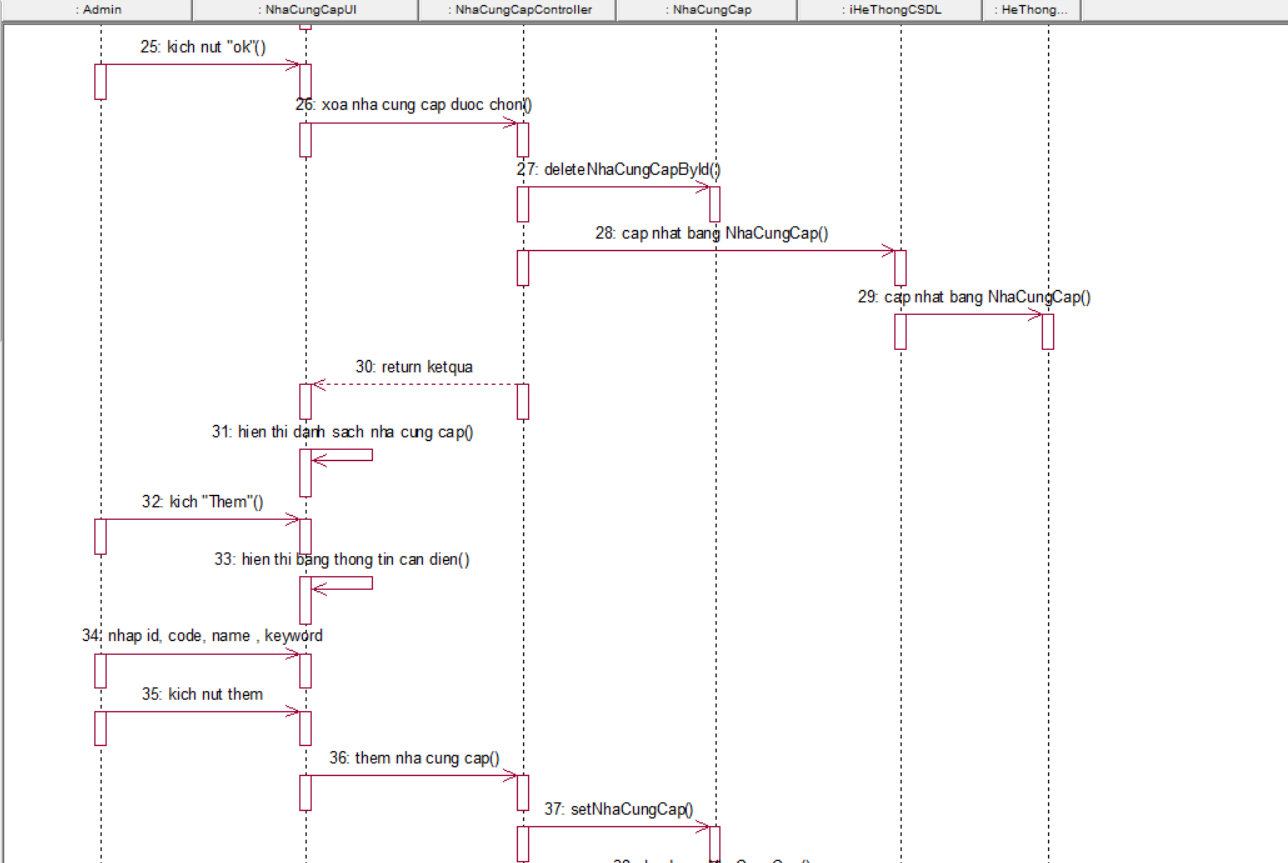 : Admin
: NhaCungCapUI
: NhaCungCapController
: NhaCungCap
: iHeThongCSDL
: HeThong...
25: kich nut "ok"()
26: xoa nha cung cap duoc chon()
27: deleteNhaCungCapById()
28: cap nhat bang NhaCungCap()
29: cap nhat bang NhaCungCap()
30: return ketqua
31: hien thi danh sach nha cung cap()
32: kich "Them"()
33: hien thi bang thong tin can dien()
34: nhap id, code, name , keyword
35: kich nut them
36: them nha cung cap()
37: setNhaCungCap()